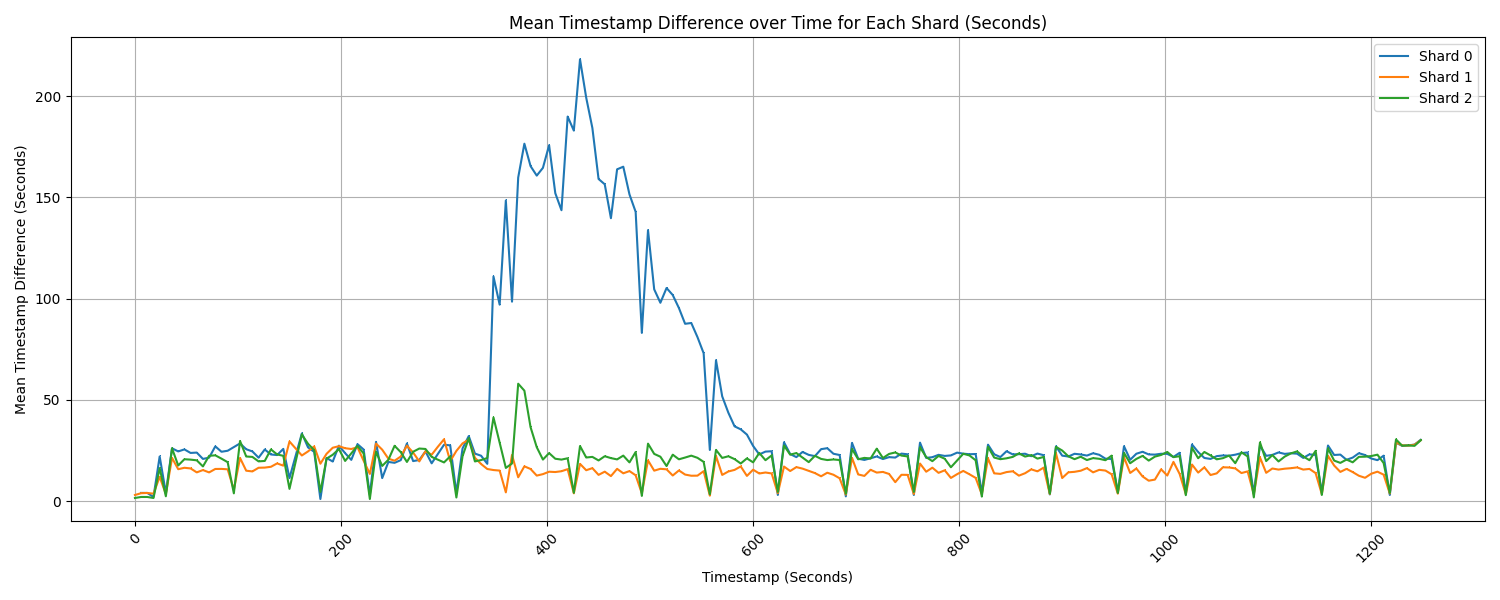 Mean Timestamp Difference over Time for Each Shard (Seconds)
Shard 0
Shard 1
Shard 2
Mean Timestamp Difference (Seconds)
200
150
100
50
0
0
200
400
600
800
1000
1200
Timestamp (Seconds)